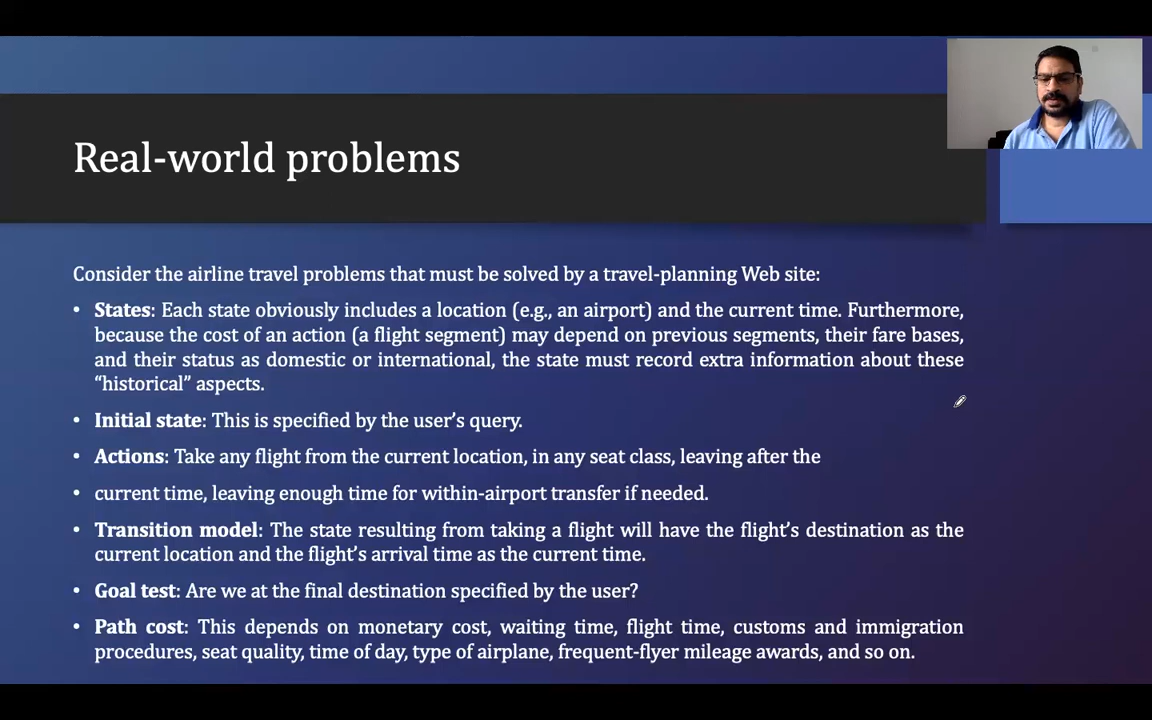 Real-world problems
Consider the airline travel problems that must be solved by a travel-planning Web site:
• States: Each state obviously includes a location (e.g., an airport) and the current time. Furthermore,
because the cost of an action (a flight segment) may depend on previous segments, their fare bases,
and their status as domestic or international, the state must record extra information about these
“historical” aspects.
• Initial state: This is specified by the user’s query.
• Actions: Take any flight from the current location, in any seat class, leaving after the
• current time, leaving enough time for within-airport transfer if needed.
• Transition model: The state resulting from taking a flight will have the flight’s destination as the
current location and the flight’s arrival time as the current time.
• Goal test: Are we at the final destination specified by the user?
• Path cost: This depends on monetary cost, waiting time, flight time, customs and immigration
procedures, seat quality, time of day, type of airplane, frequent-flyer mileage awards, and so on.